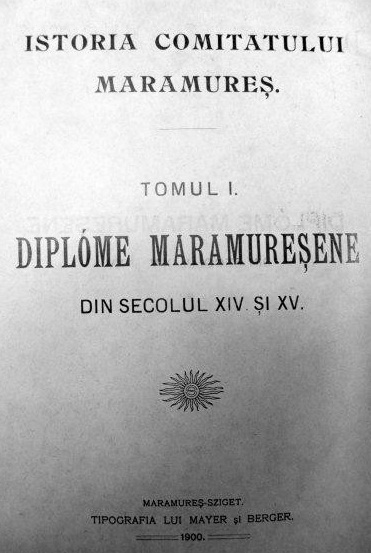 ISTORIA COMITATULUI
MARAMUREȘ.
TOMUL I.
DIPLÓME MARAMUREȘENE
DIN SECOLUL XIV ȘI XV.
MARAMUREȘ-SZIGET.
TIPOGRAFIA LUI MAYER și BERGER.
1900.